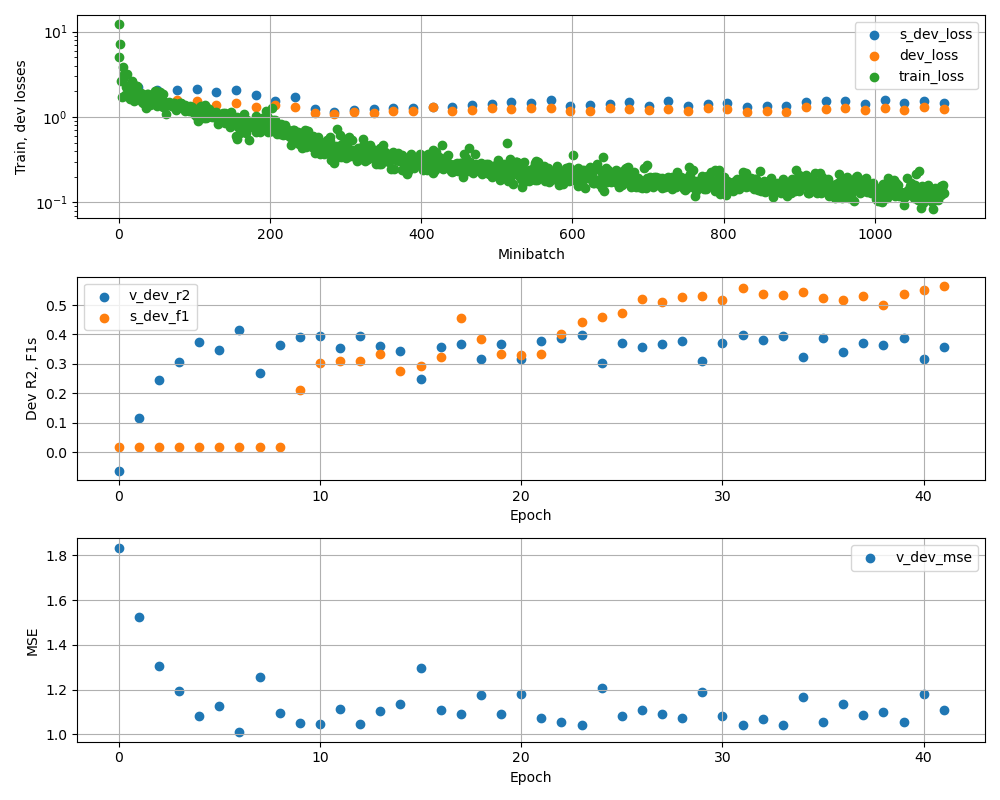 Train, dev losses
10¹
10⁰
10⁻¹
s_dev_loss
dev_loss
train_loss
0 200 400 600 800 1000
Minibatch
Dev R2, F1s
0.5
0.4
0.3
0.2
0.1
0.0
v_dev_r2
s_dev_f1
0 10 20 30 40
Epoch
MSE
1.8
1.6
1.4
1.2
1.0
v_dev_mse
0 10 20 30 40
Epoch